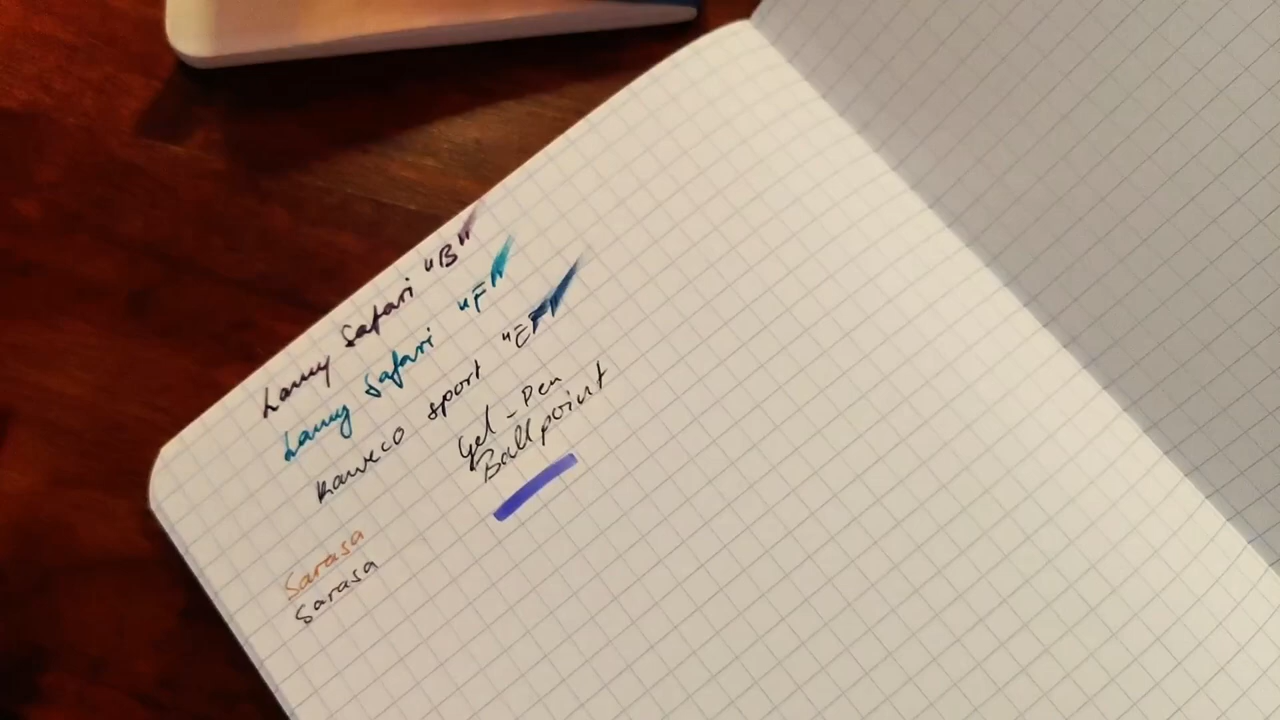 Lamy Safari "B"
Lamy Safari "F"
Kaweco sport "EF"
Gel-Pen
Ballpoint
Sarasa
Sarasa